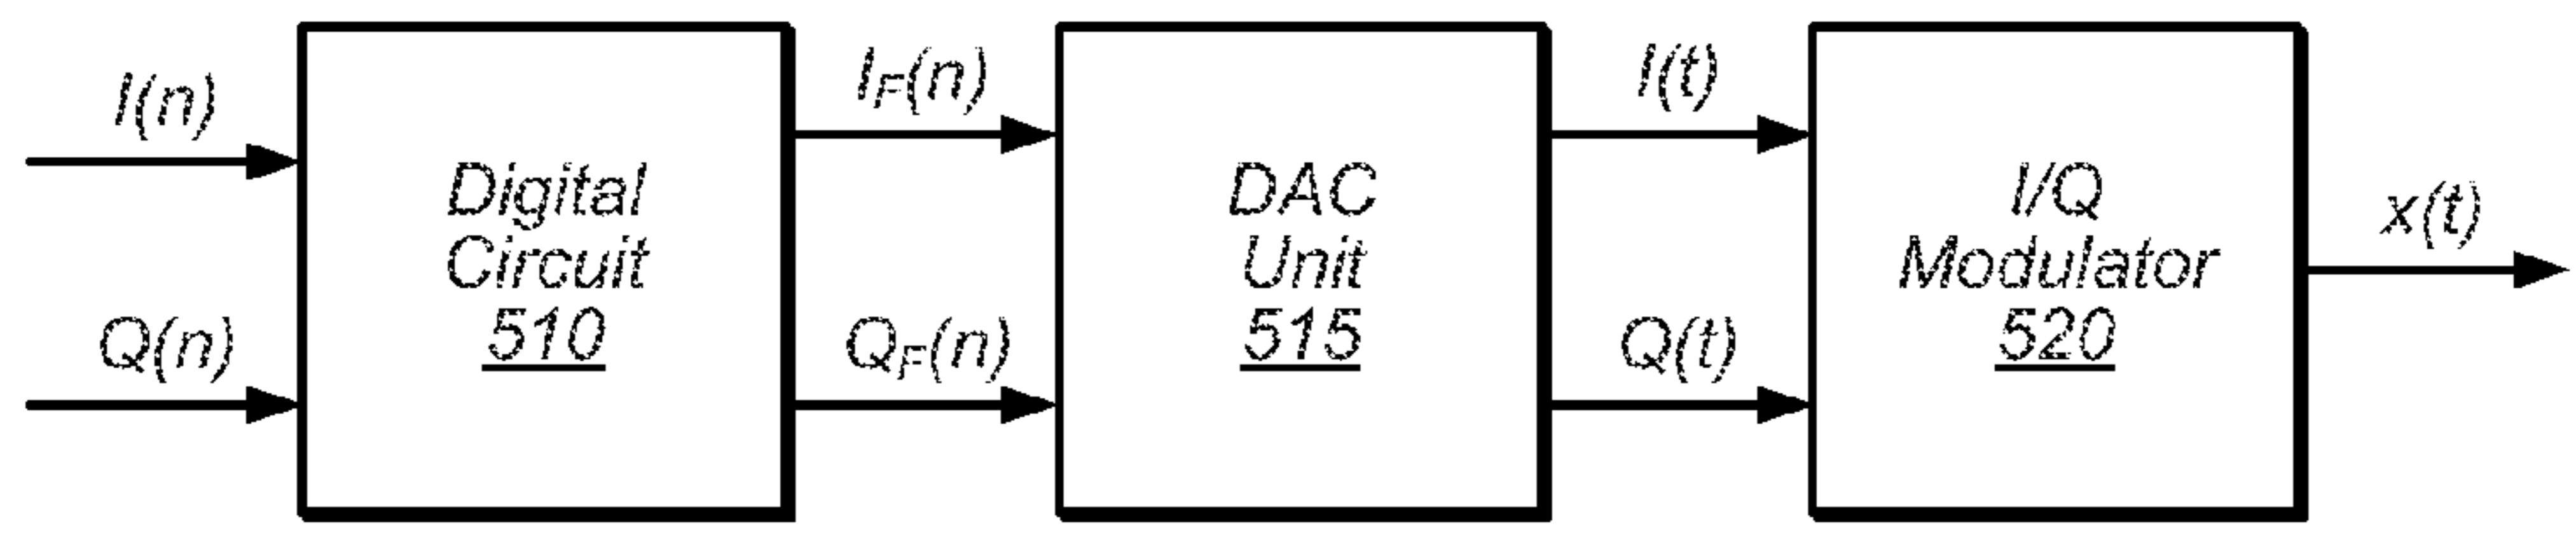 I(n)
Q(n)
Digital
Circuit
510
I_F(n)
Q_F(n)
DAC
Unit
515
I(t)
Q(t)
I/Q
Modulator
520
x(t)